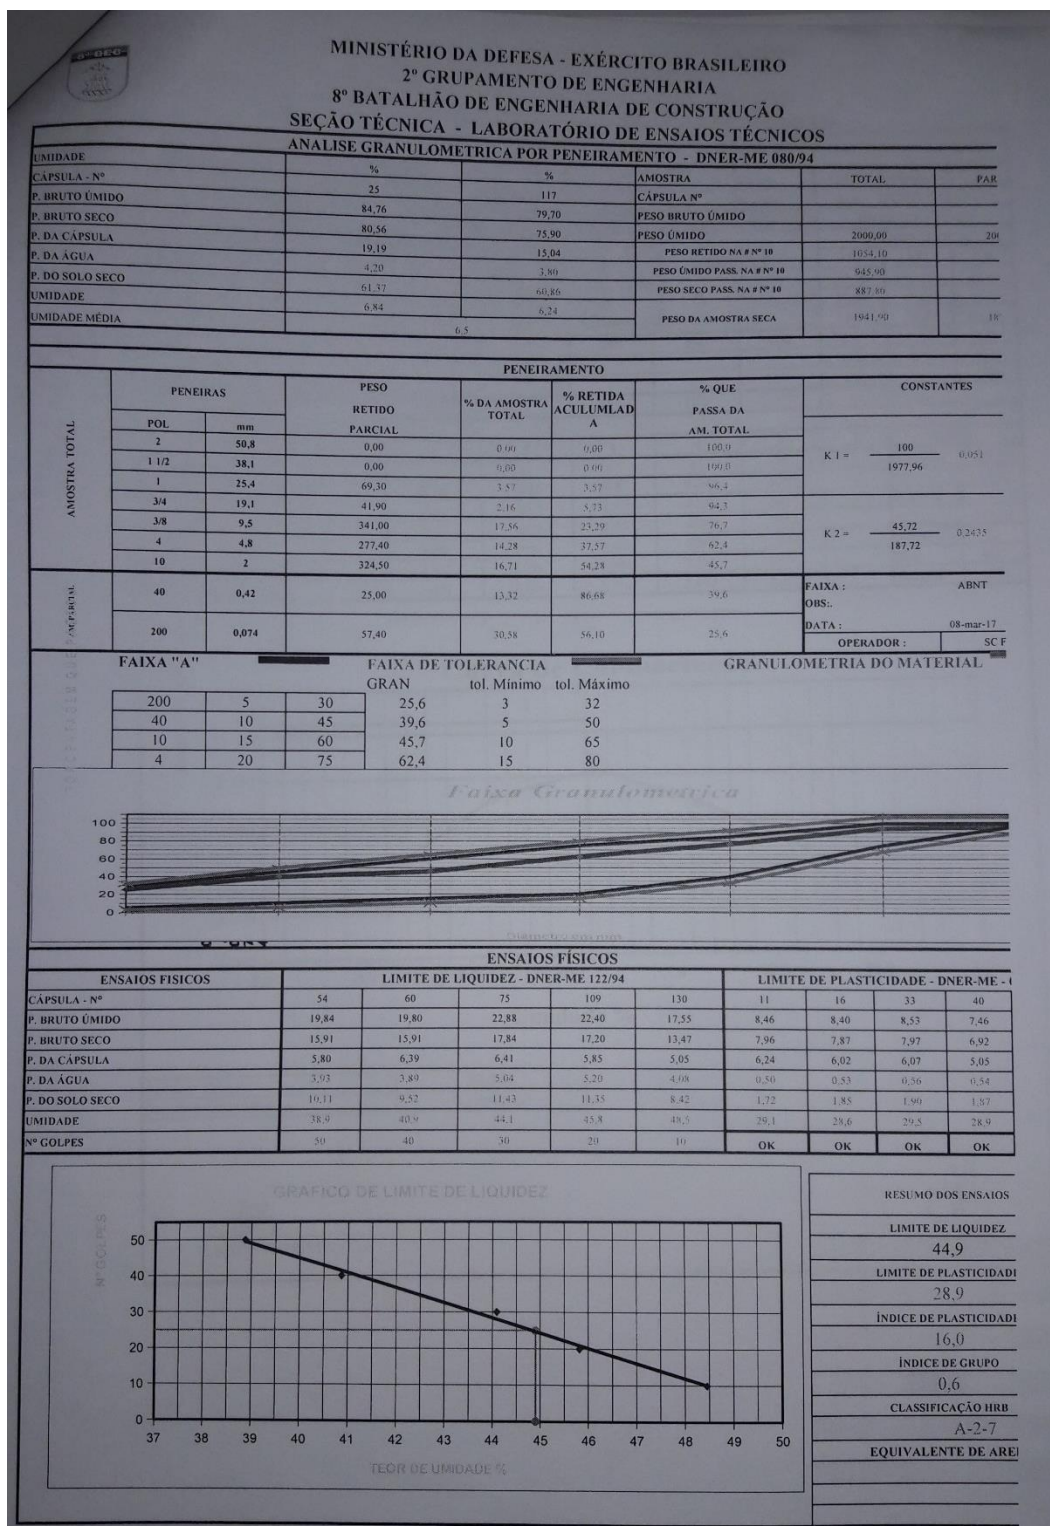 8º BEC
MINISTÉRIO DA DEFESA - EXÉRCITO BRASILEIRO
2º GRUPAMENTO DE ENGENHARIA
8º BATALHÃO DE ENGENHARIA DE CONSTRUÇÃO
SEÇÃO TÉCNICA - LABORATÓRIO DE ENSAIOS TÉCNICOS
ANALISE GRANULOMETRICA POR PENEIRAMENTO - DNER-ME 080/94
UMIDADE % % AMOSTRA TOTAL PAR
CÁPSULA - Nº 25 117 CÁPSULA Nº
P. BRUTO ÚMIDO 84,76 79,70 PESO BRUTO ÚMIDO
P. BRUTO SECO 80,56 75,90 PESO ÚMIDO 2000,00 200
P. DA CÁPSULA 19,19 15,04 PESO RETIDO NA # Nº 10 1054,10
P. DA ÁGUA 4,20 3,80 PESO ÚMIDO PASS. NA # Nº 10 945,90
P. DO SOLO SECO 61,37 60,86 PESO SECO PASS. NA # Nº 10 887,80
UMIDADE 6,84 6,24 PESO DA AMOSTRA SECA 1941,90 18
UMIDADE MÉDIA 6,5
PENEIRAMENTO
PENEIRAS PESO RETIDO PARCIAL % DA AMOSTRA TOTAL % RETIDA ACULUMLAD A % QUE PASSA DA AM. TOTAL CONSTANTES
POL mm
AMOSTRA TOTAL
2 50,8 0,00 0,00 0,00 100,0
1 1/2 38,1 0,00 0,00 0,00 100,0
K 1 = 100 1977,96 0,051
1 25,4 69,30 3,57 3,57 96,4
3/4 19,1 41,90 2,16 5,73 94,3
3/8 9,5 341,00 17,56 23,29 76,7
K 2 = 45,72 187,72 0,2435
4 4,8 277,40 14,28 37,57 62,4
10 2 324,50 16,71 54,28 45,7
AM.PARCIAL
40 0,42 25,00 13,32 86,68 39,6
FAIXA : ABNT
OBS:.
200 0,074 57,40 30,58 56,10 25,6
DATA : 08-mar-17
OPERADOR : SC F
FAIXA "A" FAIXA DE TOLERANCIA GRANULOMETRIA DO MATERIAL
GRAN tol. Mínimo tol. Máximo
200 5 30 25,6 3 32
40 10 45 39,6 5 50
10 15 60 45,7 10 65
4 20 75 62,4 15 80
Faixa Granulometrica
100
80
60
40
20
0
Diametro em mm
ENSAIOS FÍSICOS
ENSAIOS FISICOS LIMITE DE LIQUIDEZ - DNER-ME 122/94 LIMITE DE PLASTICIDADE - DNER-ME - 0
CÁPSULA - Nº 54 60 75 109 130 11 16 33 40
P. BRUTO ÚMIDO 19,84 19,80 22,88 22,40 17,55 8,46 8,40 8,53 7,46
P. BRUTO SECO 15,91 15,91 17,84 17,20 13,47 7,96 7,87 7,97 6,92
P. DA CÁPSULA 5,80 6,39 6,41 5,85 5,05 6,24 6,02 6,07 5,05
P. DA ÁGUA 3,93 3,89 5,04 5,20 4,08 0,50 0,53 0,56 0,54
P. DO SOLO SECO 10,11 9,52 11,43 11,35 8,42 1,72 1,85 1,90 1,87
UMIDADE 38,9 40,9 44,1 45,8 48,5 29,1 28,6 29,5 28,9
Nº GOLPES 50 40 30 20 10 OK OK OK OK
GRAFICO DE LIMITE DE LIQUIDEZ
Nº GOLPES
50
40
30
20
10
0
37 38 39 40 41 42 43 44 45 46 47 48 49 50
TEOR DE UMIDADE %
RESUMO DOS ENSAIOS
LIMITE DE LIQUIDEZ
44,9
LIMITE DE PLASTICIDADI
28,9
ÍNDICE DE PLASTICIDADI
16,0
ÍNDICE DE GRUPO
0,6
CLASSIFICAÇÃO HRB
A-2-7
EQUIVALENTE DE AREI